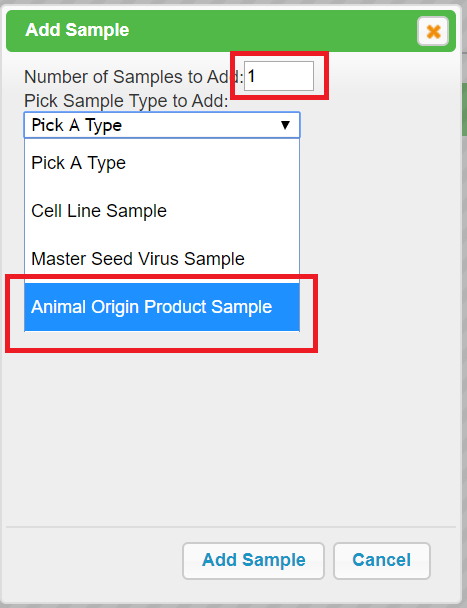 Add Sample
Number of Samples to Add: 1
Pick Sample Type to Add:
Pick A Type
Pick A Type
Cell Line Sample
Master Seed Virus Sample
Animal Origin Product Sample
Add Sample Cancel